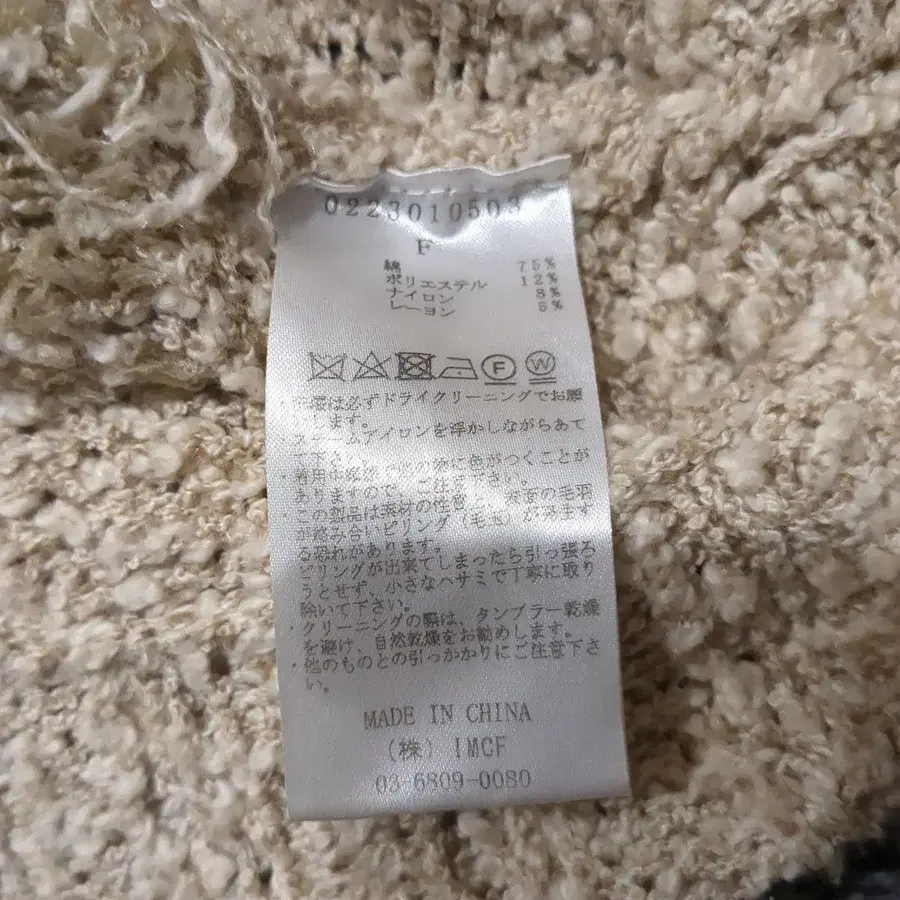 0223010503
F
綿 75%
ポリエステル 12%
ナイロン 8%
レーヨン 5%
F W
・洗濯は必ずドライクリーニングでお願
いします。
・スチームアイロンを浮かしながらあて
て下さい。
・着用中摩擦で他の物に色がつくことが
ありますので、ご注意下さい。
・この製品は素材の性質上、表面の毛羽
が絡み合いピリング（毛玉）が発生す
る恐れがあります。
ピリングが出来てしまったら引っ張ろ
うとせず、小さなハサミで丁寧に取り
除いて下さい。
・クリーニングの際は、タンブラー乾燥
を避け、自然乾燥をお勧めします。
・他のものとの引っかかりにご注意下さ
い。
MADE IN CHINA
（株） IMCF
03-6809-0080